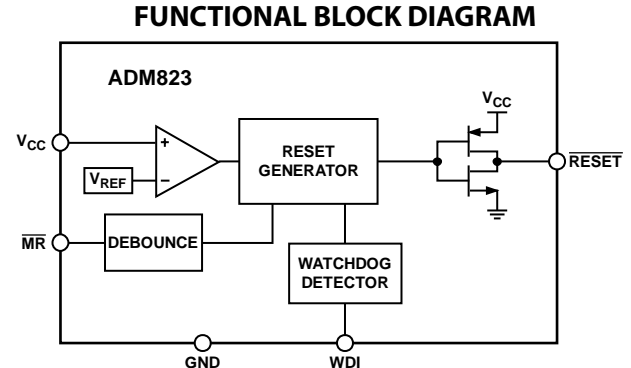 FUNCTIONAL BLOCK DIAGRAM
ADM823
VCC
VCC
+
RESET
GENERATOR
RESET
VREF
−
MR
DEBOUNCE
WATCHDOG
DETECTOR
GND
WDI